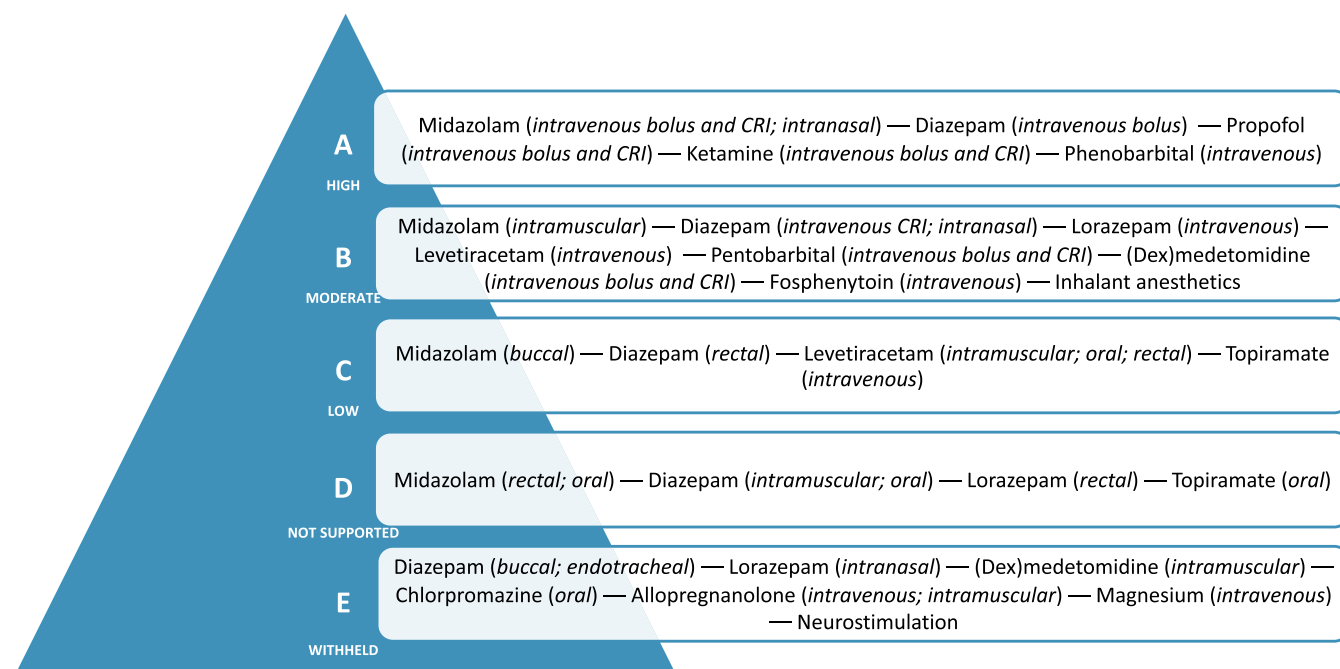 A
HIGH
Midazolam (intravenous bolus and CRI; intranasal) — Diazepam (intravenous bolus) — Propofol
(intravenous bolus and CRI) — Ketamine (intravenous bolus and CRI) — Phenobarbital (intravenous)
B
MODERATE
Midazolam (intramuscular) — Diazepam (intravenous CRI; intranasal) — Lorazepam (intravenous) —
Levetiracetam (intravenous) — Pentobarbital (intravenous bolus and CRI) — (Dex)medetomidine
(intravenous bolus and CRI) — Fosphenytoin (intravenous) — Inhalant anesthetics
C
LOW
Midazolam (buccal) — Diazepam (rectal) — Levetiracetam (intramuscular; oral; rectal) — Topiramate
(intravenous)
D
NOT SUPPORTED
Midazolam (rectal; oral) — Diazepam (intramuscular; oral) — Lorazepam (rectal) — Topiramate (oral)
E
WITHHELD
Diazepam (buccal; endotracheal) — Lorazepam (intranasal) — (Dex)medetomidine (intramuscular) —
Chlorpromazine (oral) — Allopregnanolone (intravenous; intramuscular) — Magnesium (intravenous)
— Neurostimulation